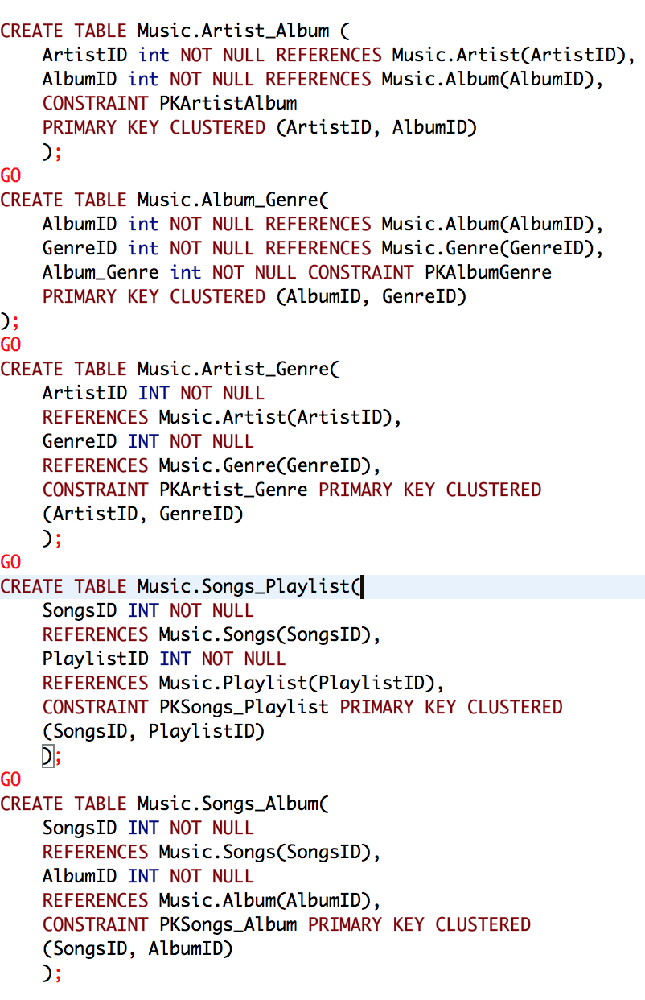 CREATE TABLE Music.Artist_Album (
    ArtistID int NOT NULL REFERENCES Music.Artist(ArtistID),
    AlbumID int NOT NULL REFERENCES Music.Album(AlbumID),
    CONSTRAINT PKArtistAlbum
    PRIMARY KEY CLUSTERED (ArtistID, AlbumID)
    );
GO
CREATE TABLE Music.Album_Genre(
    AlbumID int NOT NULL REFERENCES Music.Album(AlbumID),
    GenreID int NOT NULL REFERENCES Music.Genre(GenreID),
    Album_Genre int NOT NULL CONSTRAINT PKAlbumGenre
    PRIMARY KEY CLUSTERED (AlbumID, GenreID)
);
GO
CREATE TABLE Music.Artist_Genre(
    ArtistID INT NOT NULL
    REFERENCES Music.Artist(ArtistID),
    GenreID INT NOT NULL
    REFERENCES Music.Genre(GenreID),
    CONSTRAINT PKArtist_Genre PRIMARY KEY CLUSTERED
    (ArtistID, GenreID)
    );
GO
CREATE TABLE Music.Songs_Playlist(
    SongsID INT NOT NULL
    REFERENCES Music.Songs(SongsID),
    PlaylistID INT NOT NULL
    REFERENCES Music.Playlist(PlaylistID),
    CONSTRAINT PKSongs_Playlist PRIMARY KEY CLUSTERED
    (SongsID, PlaylistID)
    );
GO
CREATE TABLE Music.Songs_Album(
    SongsID INT NOT NULL
    REFERENCES Music.Songs(SongsID),
    AlbumID INT NOT NULL
    REFERENCES Music.Album(AlbumID),
    CONSTRAINT PKSongs_Album PRIMARY KEY CLUSTERED
    (SongsID, AlbumID)
    );